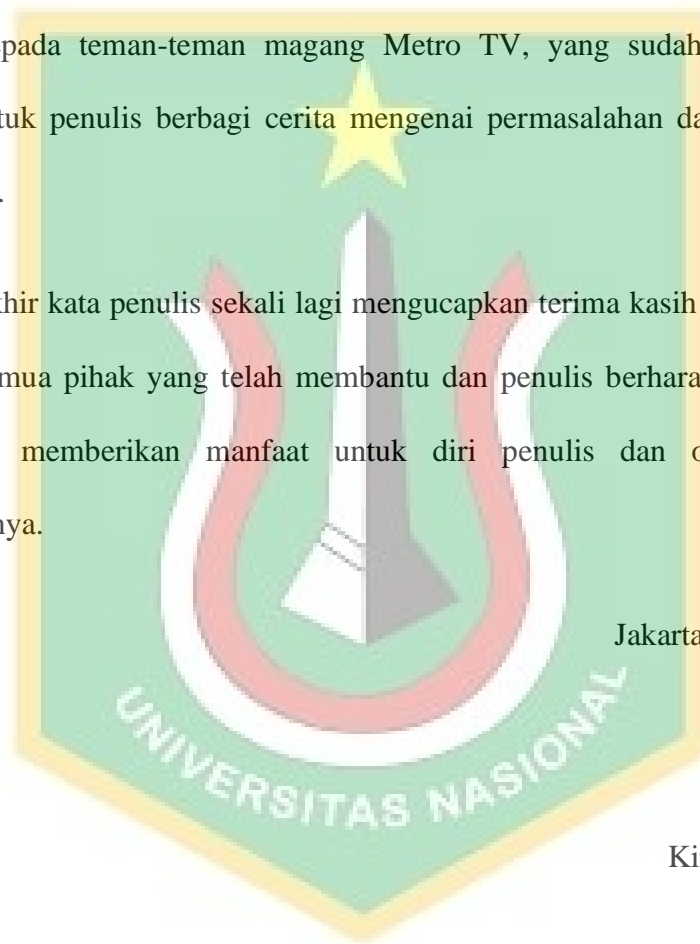 pada teman-teman magang Metro TV, yang sudah
tuk penulis berbagi cerita mengenai permasalahan da
.
khir kata penulis sekali lagi mengucapkan terima kasih
mua pihak yang telah membantu dan penulis berhara
memberikan manfaat untuk diri penulis dan o
nya.
Jakarta
UNIVERSITAS NASIONAL
Ki